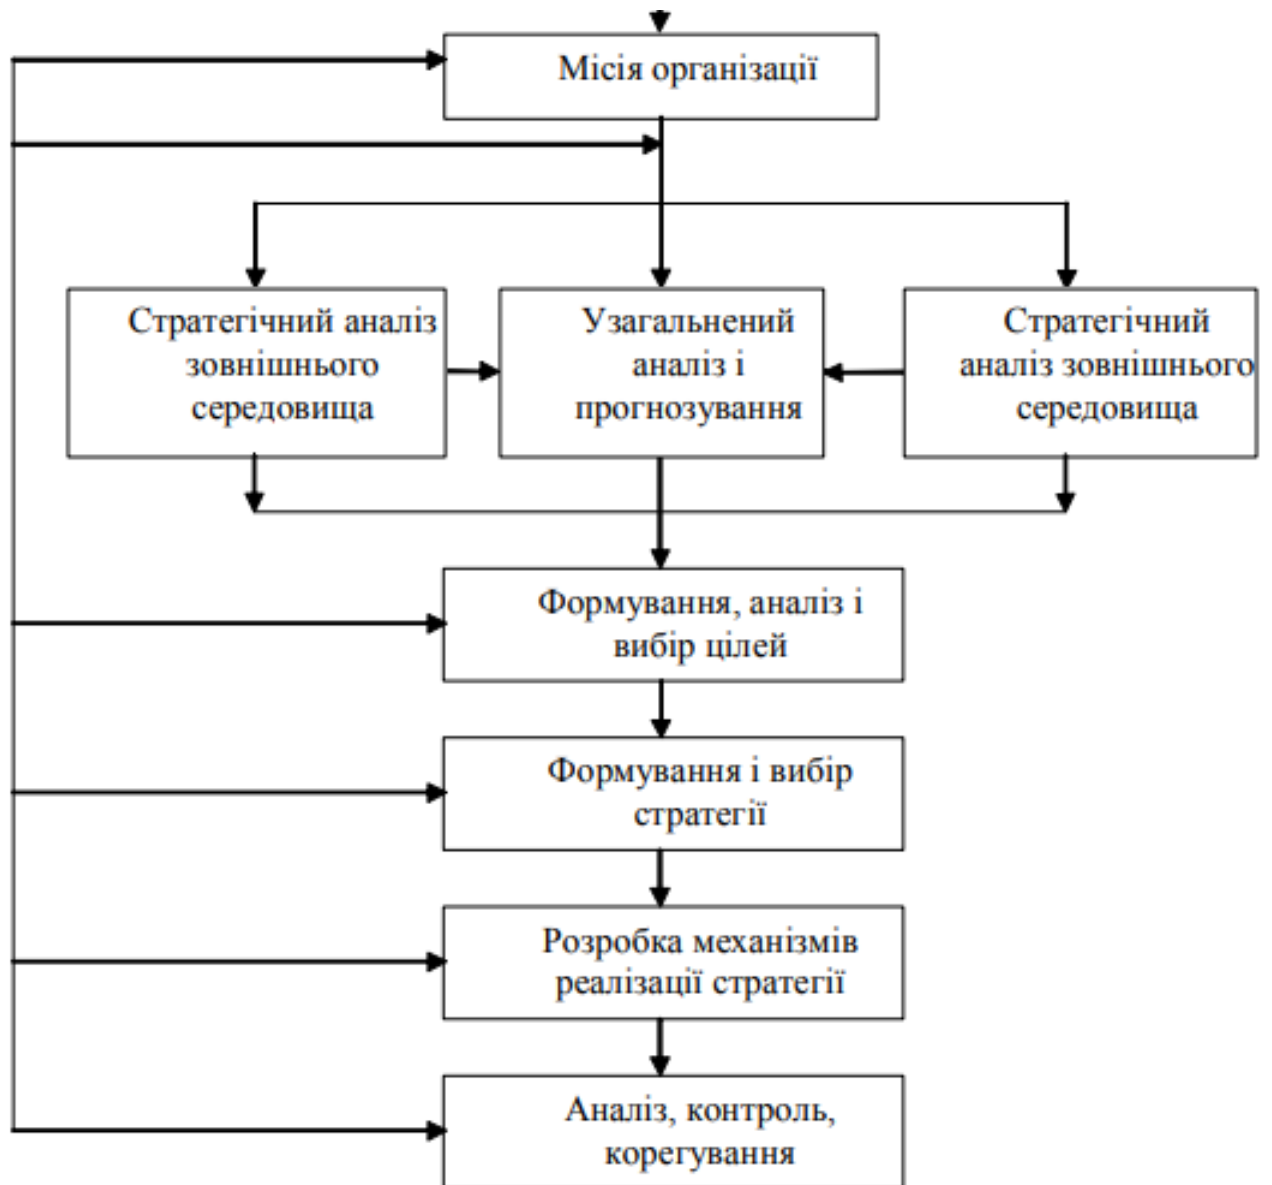 Місія організації
Стратегічний аналіз
зовнішнього
середовища
Узагальнений
аналіз і
прогнозування
Стратегічний
аналіз зовнішнього
середовища
Формування, аналіз і
вибір цілей
Формування і вибір
стратегії
Розробка механізмів
реалізації стратегії
Аналіз, контроль,
корегування